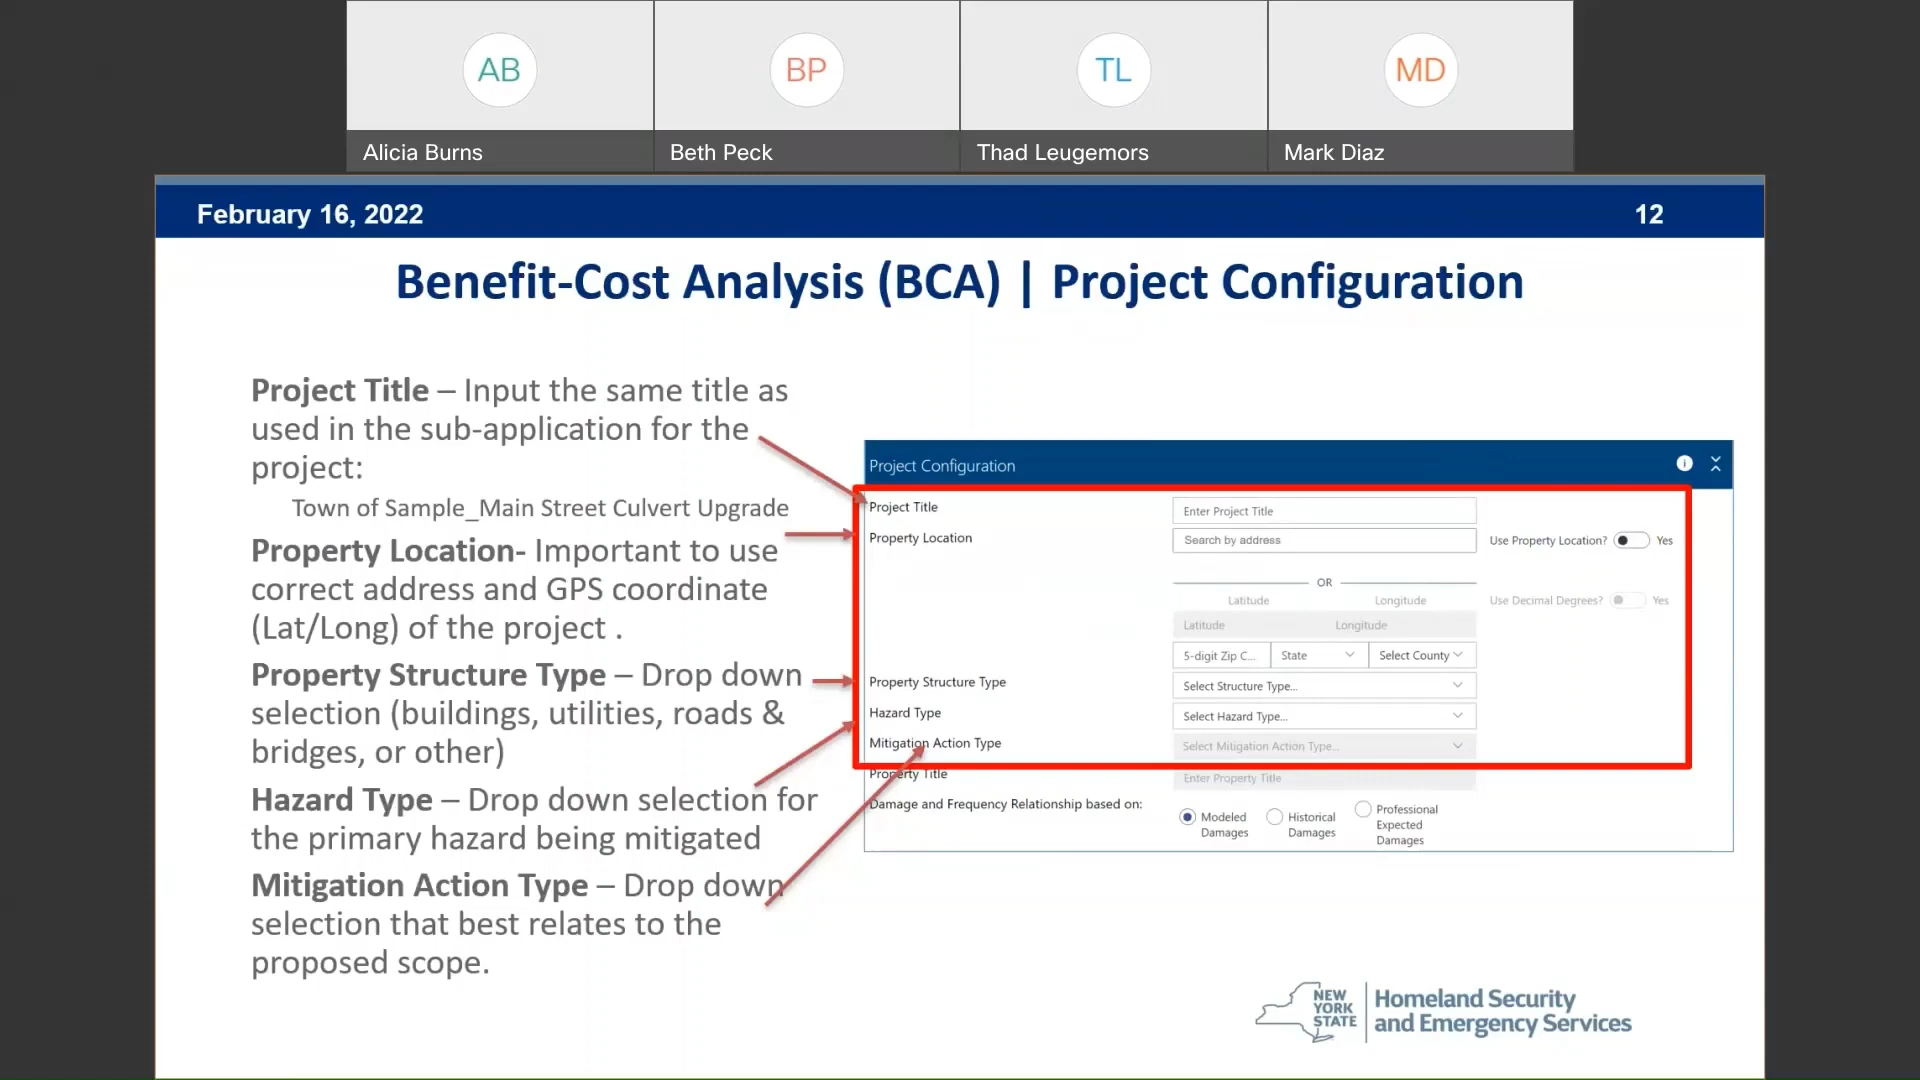 AB
BP
TL
MD
Alicia Burns
Beth Peck
Thad Leugemors
Mark Diaz
February 16, 2022
12
Benefit-Cost Analysis (BCA) | Project Configuration
Project Title – Input the same title as
used in the sub-application for the
project:
Town of Sample_Main Street Culvert Upgrade
Property Location- Important to use
correct address and GPS coordinate
(Lat/Long) of the project .
Property Structure Type – Drop down
selection (buildings, utilities, roads &
bridges, or other)
Hazard Type – Drop down selection for
the primary hazard being mitigated
Mitigation Action Type – Drop down
selection that best relates to the
proposed scope.
Project Configuration
Project Title
Enter Project Title
Property Location
Search by address
Use Property Location? Yes
OR
Latitude Longitude
Use Decimal Degrees? Yes
Latitude Longitude
5-digit Zip C... State Select County
Property Structure Type
Select Structure Type...
Hazard Type
Select Hazard Type...
Mitigation Action Type
Select Mitigation Action Type...
Property Title
Enter Property Title
Damage and Frequency Relationship based on:
Modeled
Damages
Historical
Damages
Professional
Expected
Damages
NEW
YORK
STATE
Homeland Security
and Emergency Services